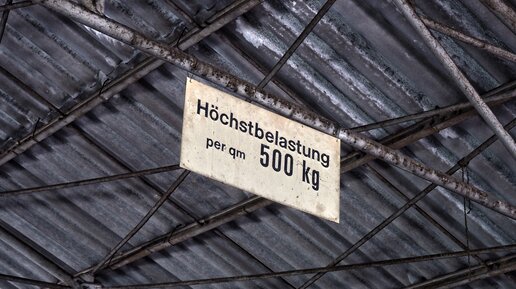 Höchstbelastung
per qm 500 kg